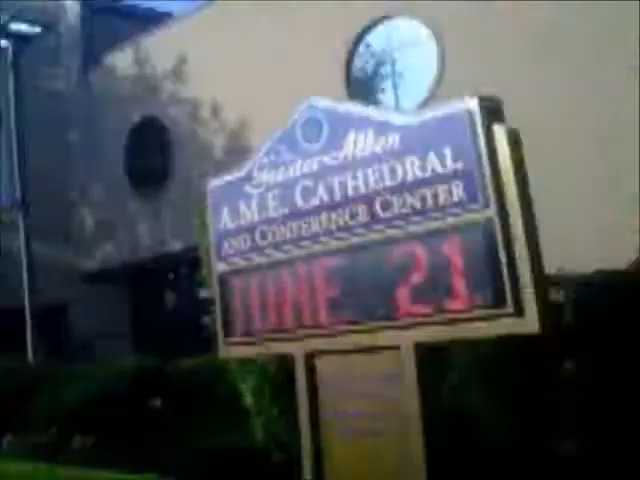 Greater Allen
A.M.E. CATHEDRAL
AND CONFERENCE CENTER
JUNE 21